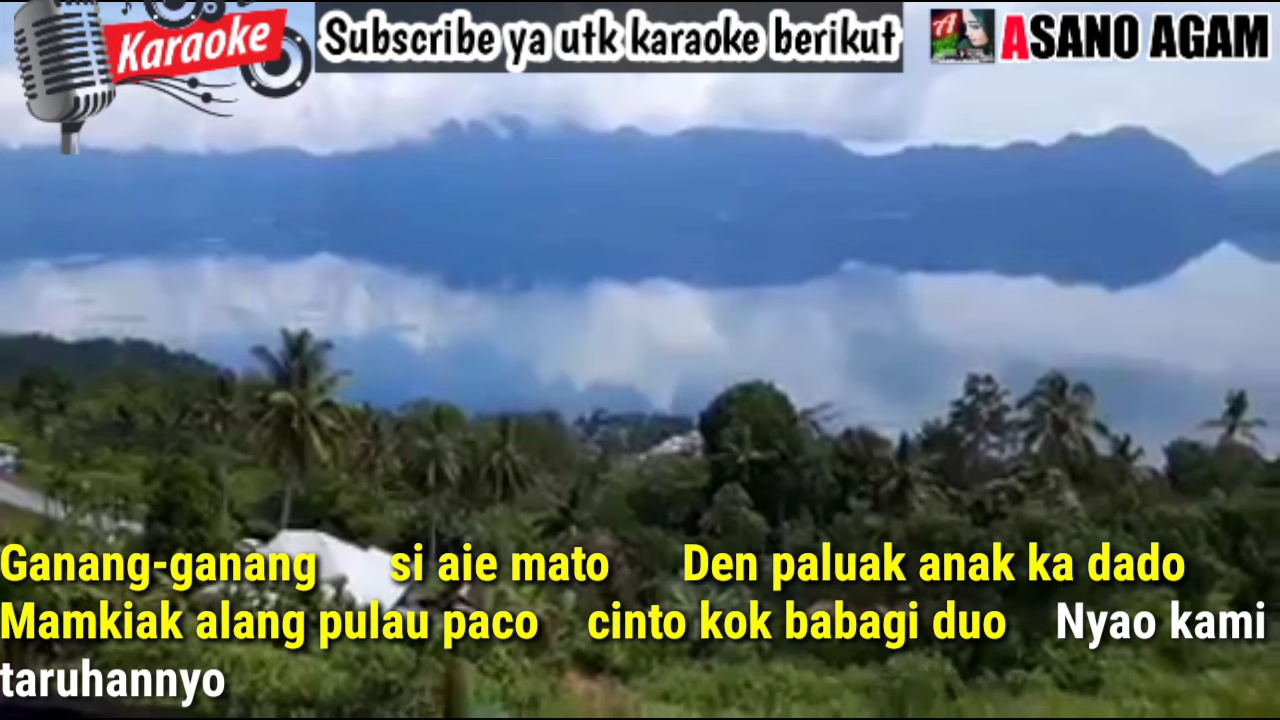 Karaoke
Subscribe ya utk karaoke berikut
ASANO AGAM
Ganang-ganang si aie mato Den paluak anak ka dado
Mamkiak alang pulau paco cinto kok babagi duo Nyao kami
taruhannyo